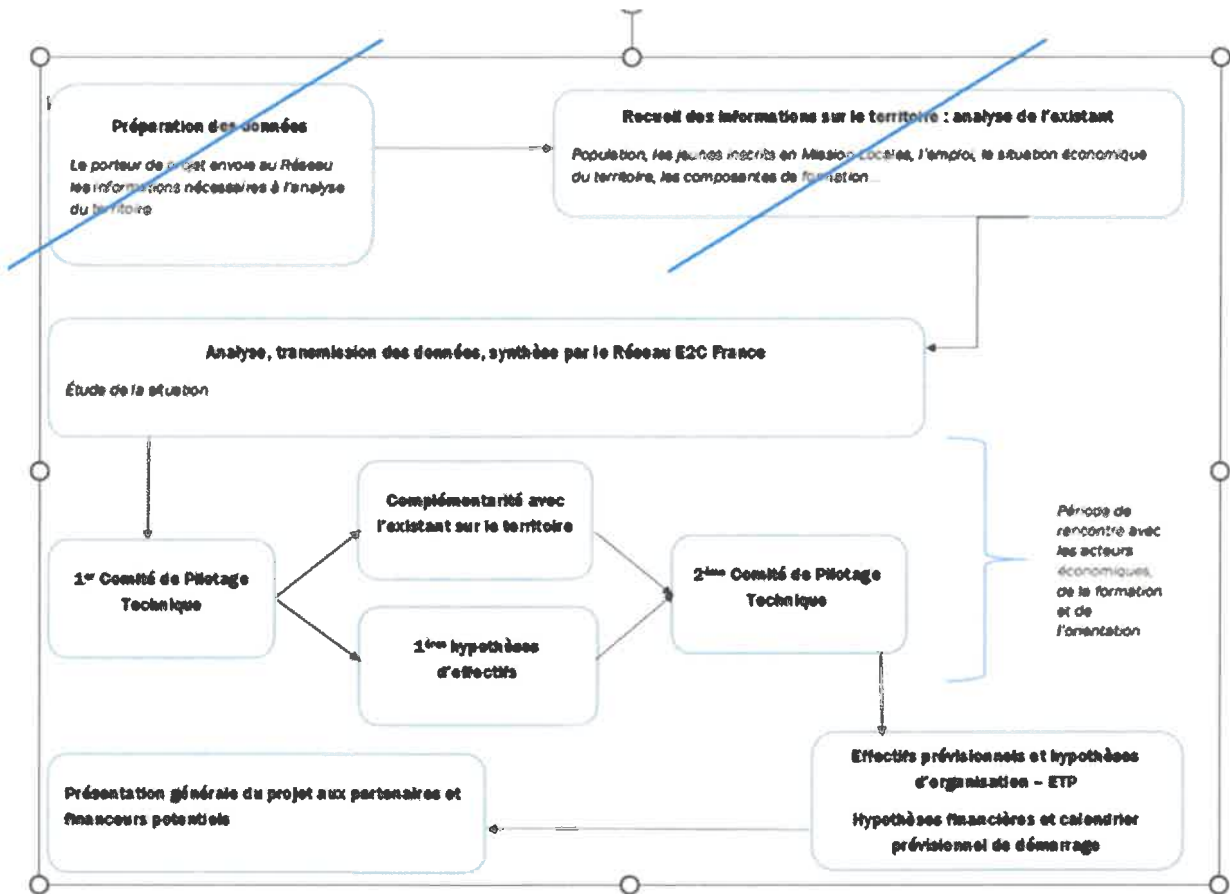 Préparation des données
Le porteur de projet envoie au Réseau
les informations nécessaires à l'analyse
du territoire
Recueil des informations sur le territoire : analyse de l'existant
Population, les jeunes inscrits en Mission Locales, l'emploi, la situation économique
du territoire, les composantes de formation...
Analyse, transmission des données, synthèse par le Réseau E2C France
Étude de la situation
1er Comité de Pilotage
Technique
Complémentarité avec
l'existant sur le territoire
1ères hypothèses
d'effectifs
2ème Comité de Pilotage
Technique
Période de
rencontre avec
les acteurs
économiques,
de la formation
et de
l'orientation
Effectifs prévisionnels et hypothèses
d'organisation – ETP
Hypothèses financières et calendrier
prévisionnel de démarrage
Présentation générale du projet aux partenaires et
financeurs potentiels